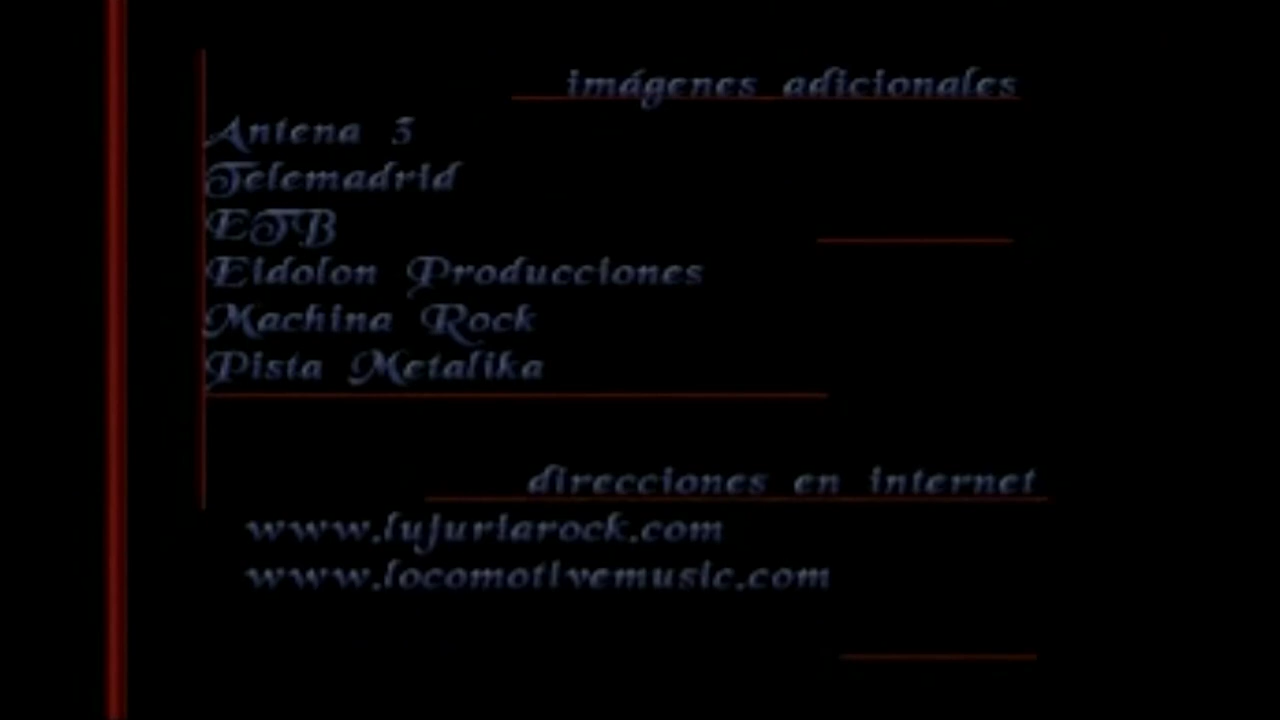 imágenes adicionales
Antena 3
Telemadrid
ETB
Eidolon Producciones
Machina Rock
Pista Metalika
direcciones en internet
www.lujuriarock.com
www.locomotivemusic.com